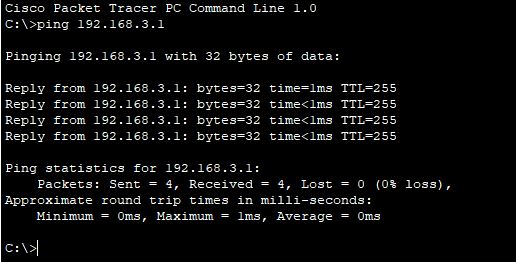 Cisco Packet Tracer PC Command Line 1.0
C:\>ping 192.168.3.1
Pinging 192.168.3.1 with 32 bytes of data:
Reply from 192.168.3.1: bytes=32 time=1ms TTL=255
Reply from 192.168.3.1: bytes=32 time<1ms TTL=255
Reply from 192.168.3.1: bytes=32 time<1ms TTL=255
Reply from 192.168.3.1: bytes=32 time<1ms TTL=255
Ping statistics for 192.168.3.1:
Packets: Sent = 4, Received = 4, Lost = 0 (0% loss),
Approximate round trip times in milli-seconds:
Minimum = 0ms, Maximum = 1ms, Average = 0ms
C:\>